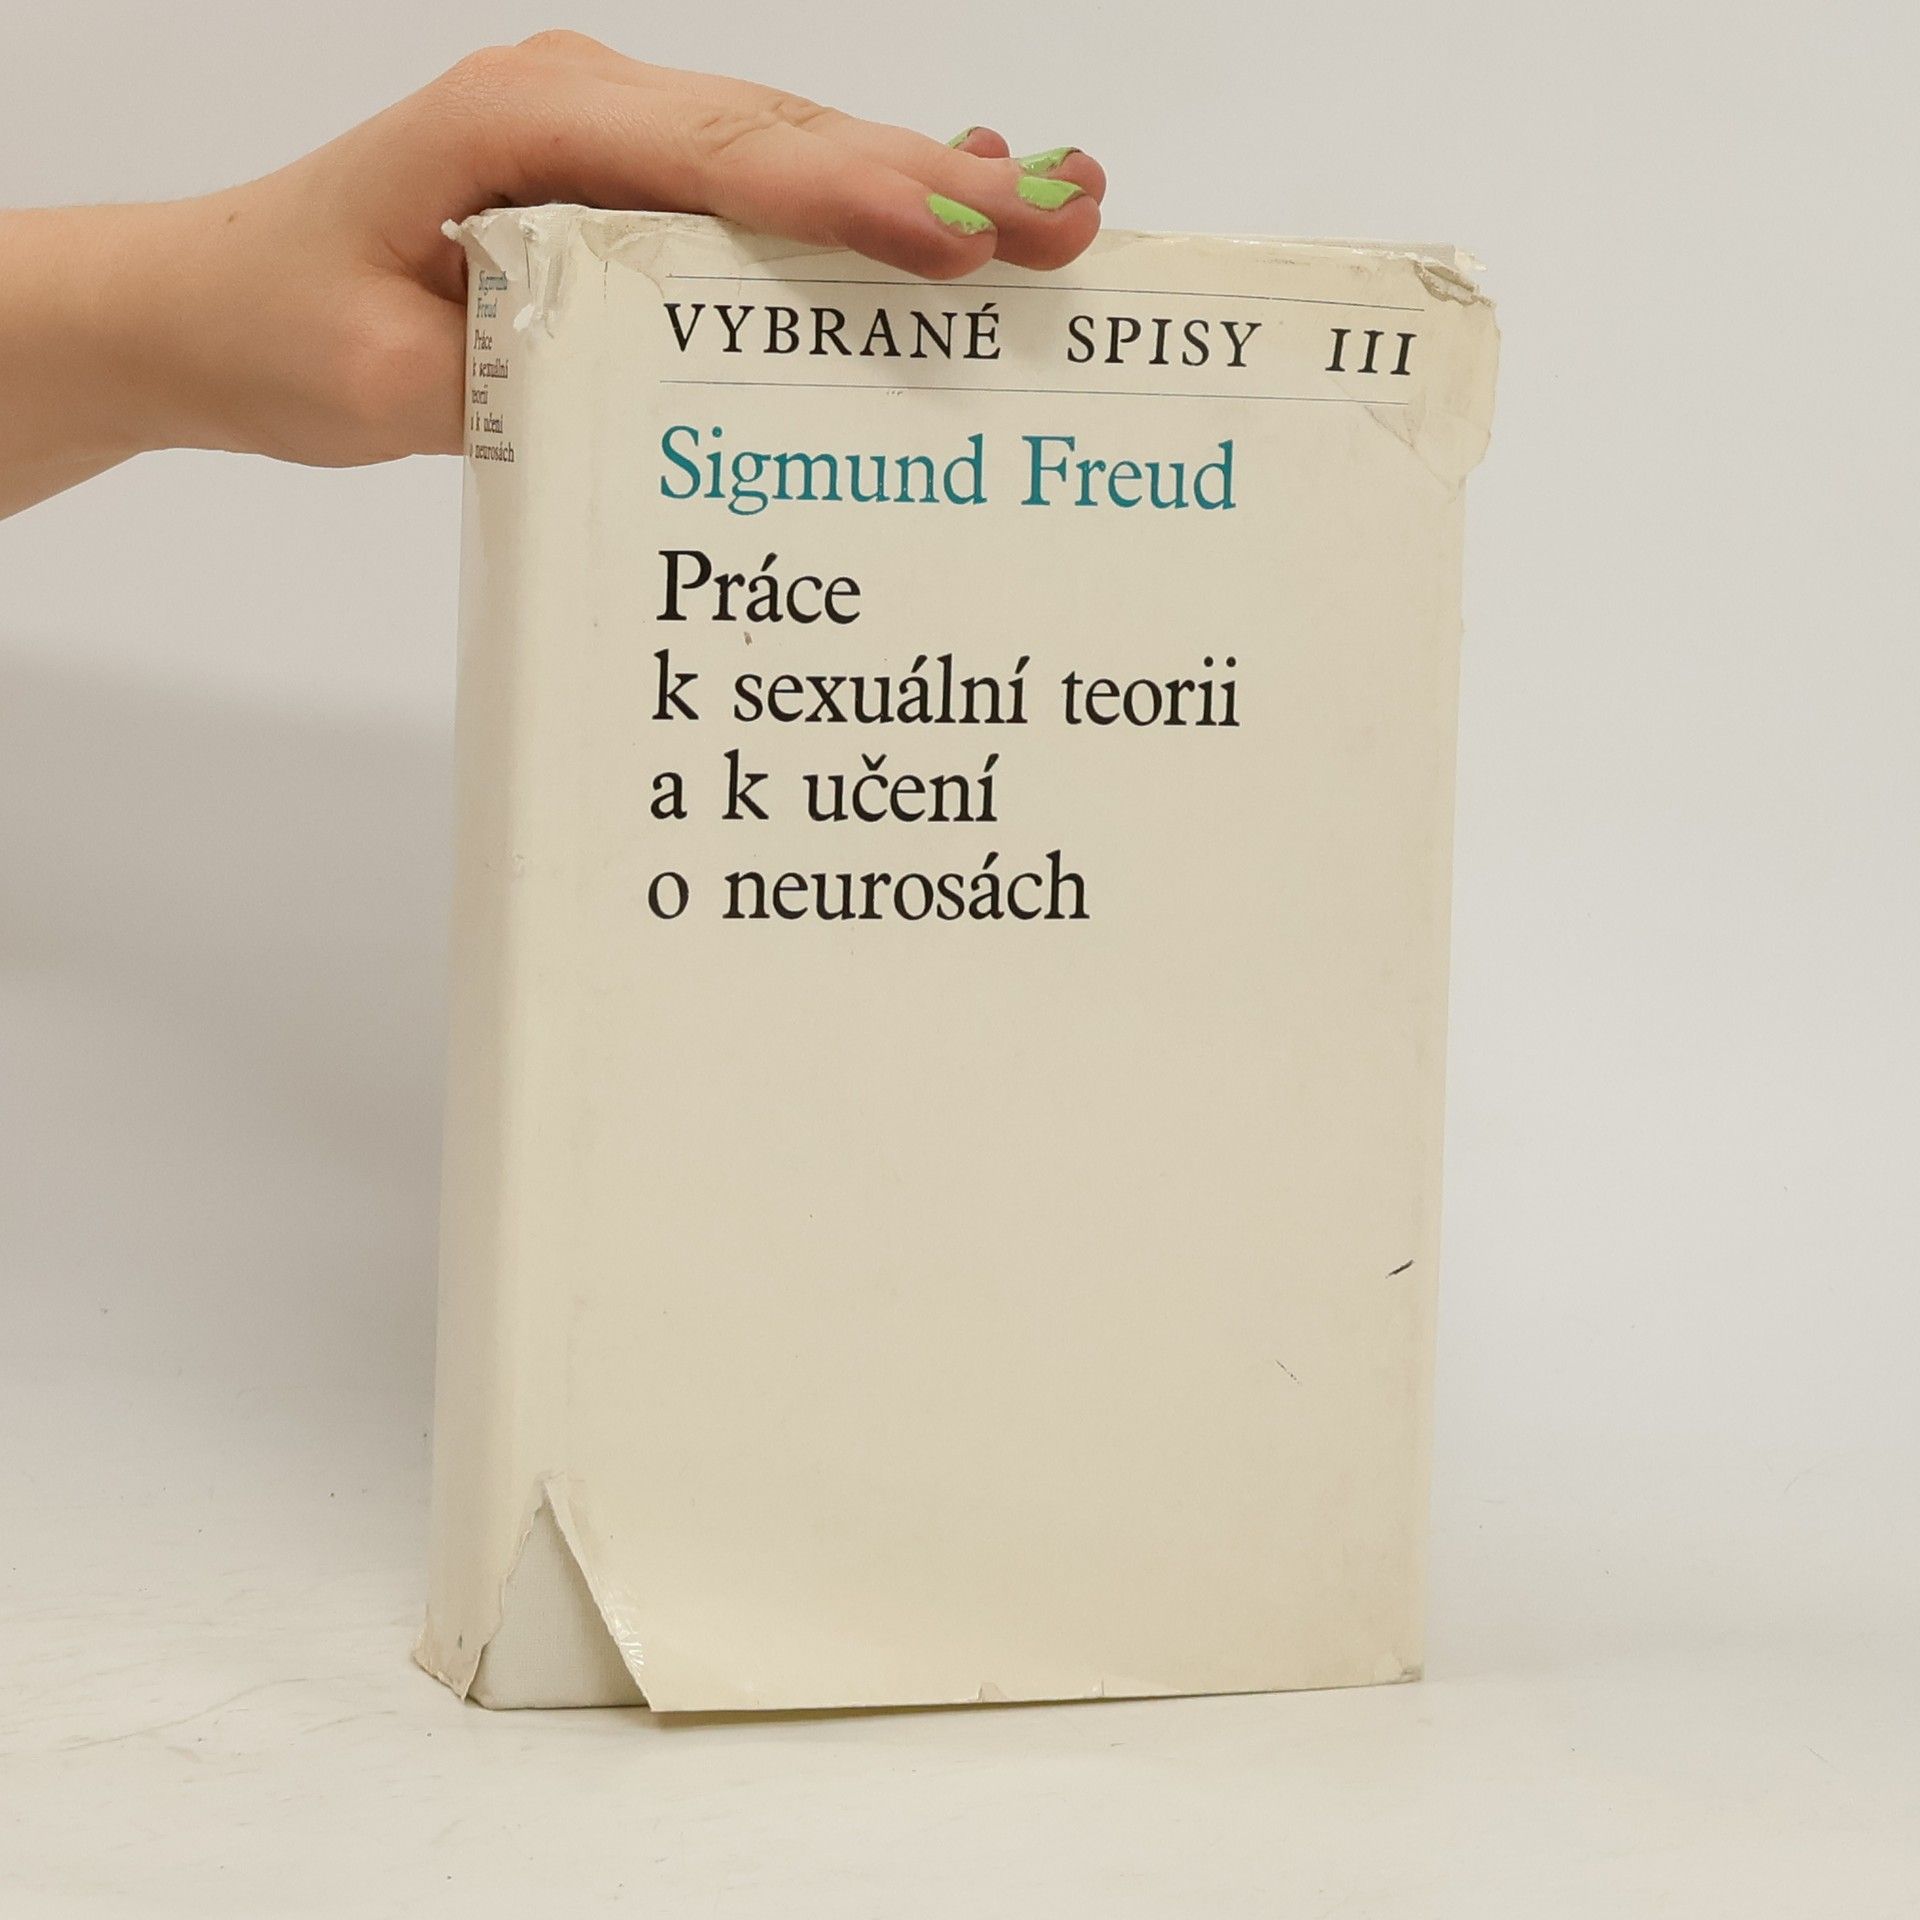 Sigmund
Freud
Práce
k sexuální
teorii
a k učení
o neurosách
VYBRANÉ SPISY III
Sigmund Freud
Práce
k sexuální teorii
a k učení
o neurosách